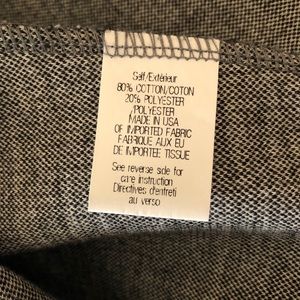 Self/Extérieur
80% COTTON/COTON
20% POLYESTER
/POLYESTER
MADE IN USA
OF IMPORTED FABRIC
FABRIQUE AUX EU
DE IMPORTEE TISSUE
See reverse side for
care instruction
Directives d'entreti
au verso